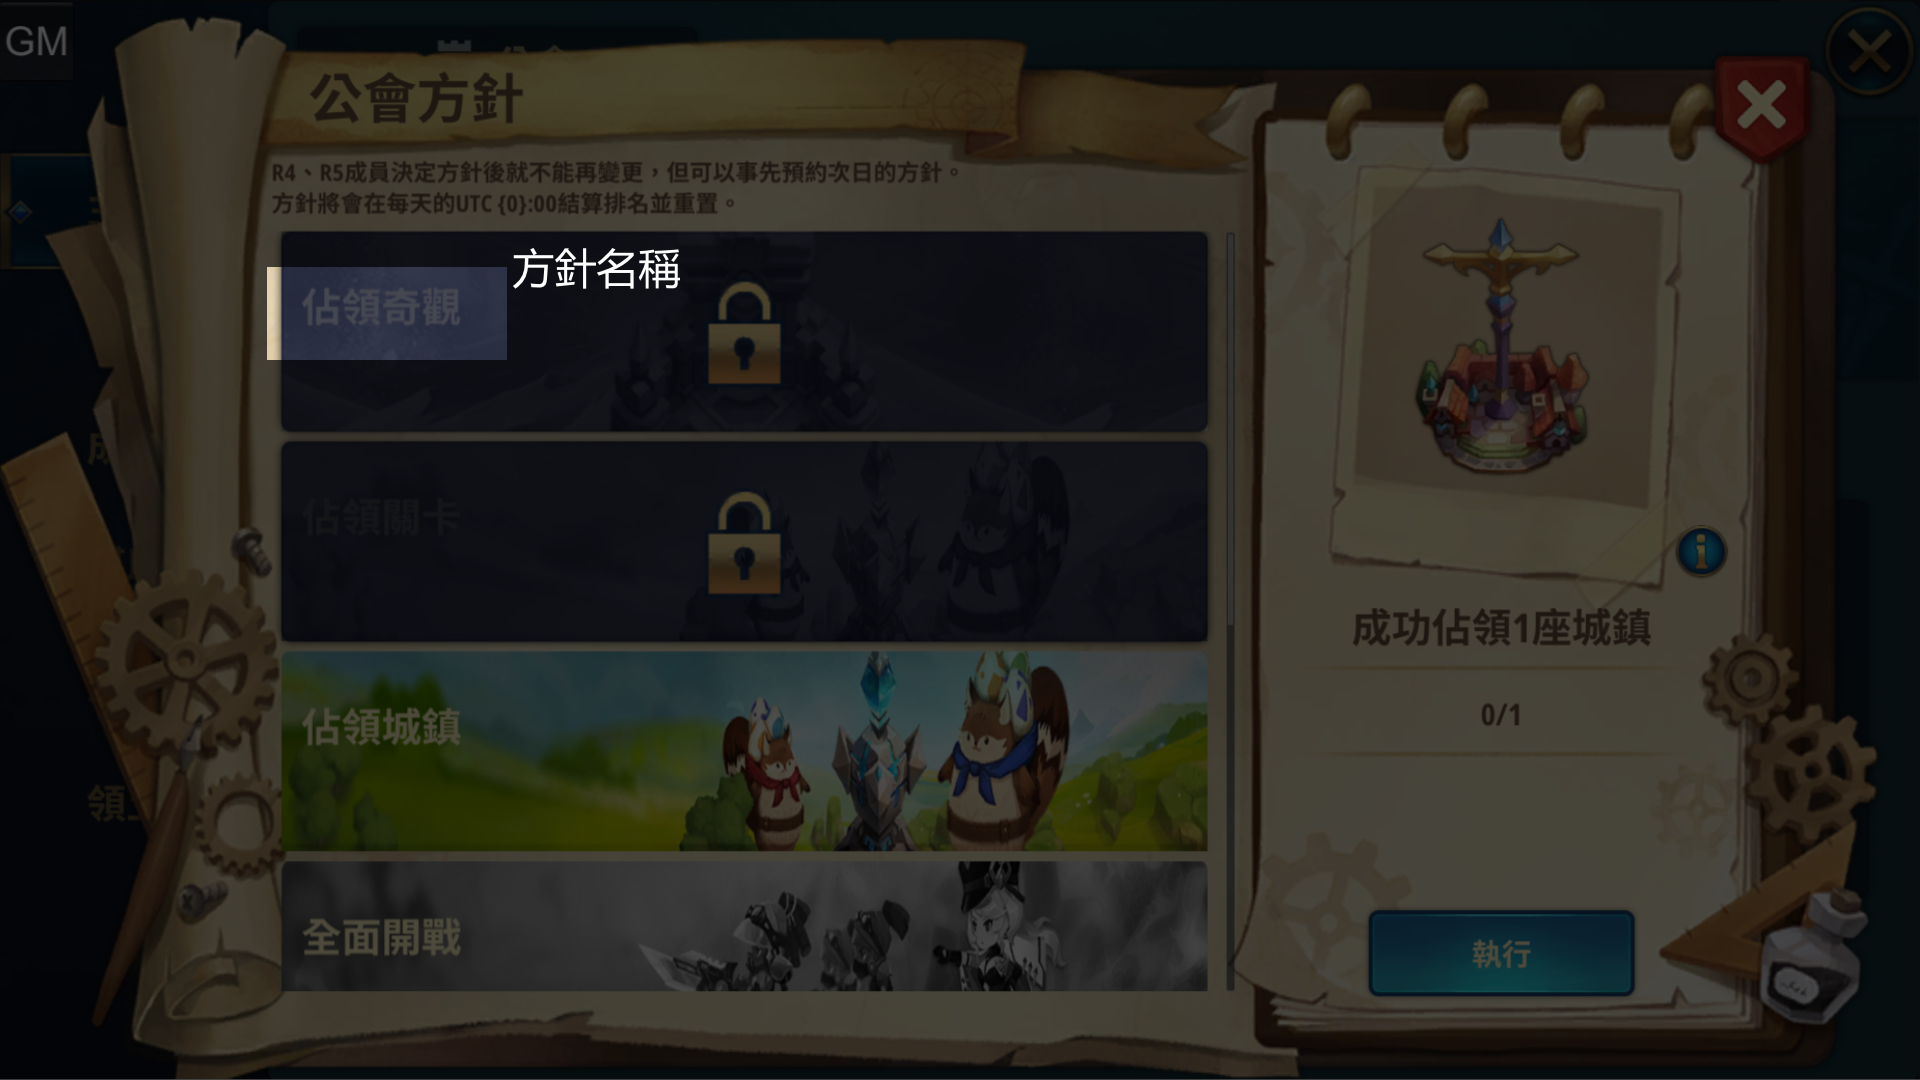 GM
公會方針
R4、R5成員決定方針後就不能再變更，但可以事先預約次日的方針。
方針將會在每天的UTC {0}:00結算排名並重置。
方針名稱
佔領奇觀
佔領關卡
佔領城鎮
全面開戰
成功佔領1座城鎮
0/1
執行